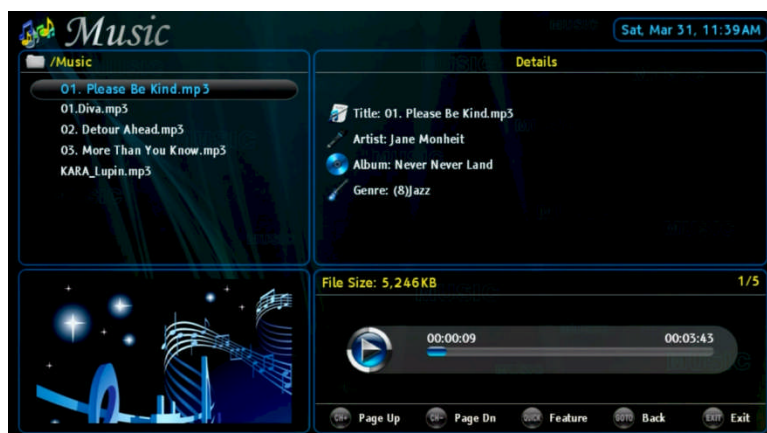 Music
Sat, Mar 31, 11:39AM
/Music
01. Please Be Kind.mp3
01.Diva.mp3
02. Detour Ahead.mp3
03. More Than You Know.mp3
KARA_Lupin.mp3
Details
Title: 01. Please Be Kind.mp3
Artist: Jane Monheit
Album: Never Never Land
Genre: (8)Jazz
File Size: 5,246KB
1/5
00:00:09
00:03:43
CH+ Page Up
CH- Page Dn
QUICK Feature
GOTO Back
EXIT Exit